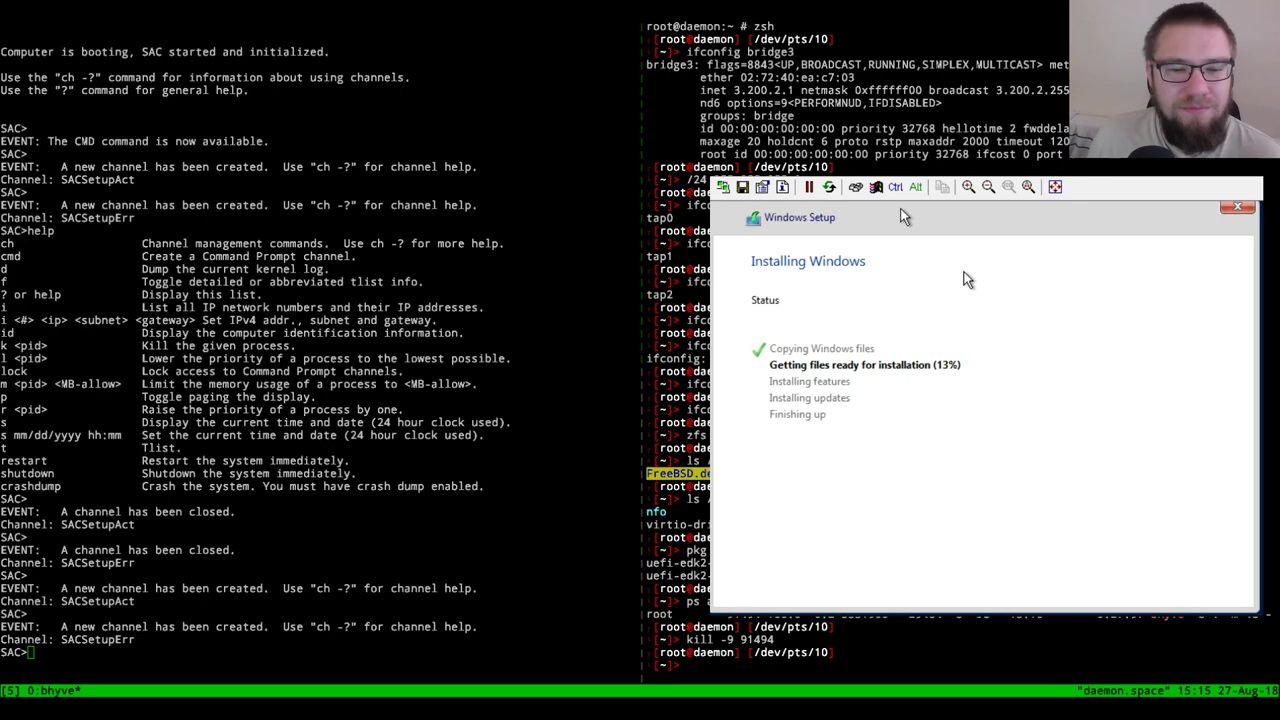 Computer is booting, SAC started and initialized.
Use the "ch -?" command for information about using channels.
Use the "?" command for general help.
SAC>
EVENT: The CMD command is now available.
SAC>
EVENT:   A new channel has been created.  Use "ch -?" for channel help.
Channel: SACSetupAct
SAC>
EVENT:   A new channel has been created.  Use "ch -?" for channel help.
Channel: SACSetupErr
SAC>help
ch                Channel management commands.  Use ch -? for more help.
cmd               Create a Command Prompt channel.
d                 Dump the current kernel log.
f                 Toggle detailed or abbreviated tlist info.
? or help         Display this list.
i                 List all IP network numbers and their IP addresses.
i <#> <ip> <subnet> <gateway> Set IPv4 addr., subnet and gateway.
id                Display the computer identification information.
k <pid>           Kill the given process.
l <pid>           Lower the priority of a process to the lowest possible.
lock              Lock access to Command Prompt channels.
m <pid> <MB-allow>  Limit the memory usage of a process to <MB-allow>.
p                 Toggle paging the display.
r <pid>           Raise the priority of a process by one.
s                 Display the current time and date (24 hour clock used).
s mm/dd/yyyy hh:mm  Set the current time and date (24 hour clock used).
t                 Tlist.
restart           Restart the system immediately.
shutdown          Shutdown the system immediately.
crashdump         Crash the system. You must have crash dump enabled.
SAC>
EVENT:   A channel has been closed.
Channel: SACSetupAct
SAC>
EVENT:   A channel has been closed.
Channel: SACSetupErr
SAC>
EVENT:   A new channel has been created.  Use "ch -?" for channel help.
Channel: SACSetupAct
SAC>
EVENT:   A new channel has been created.  Use "ch -?" for channel help.
Channel: SACSetupErr
SAC>
root@daemon:~ # zsh
[root@daemon] [/dev/pts/10]
[~]> ifconfig bridge3
bridge3: flags=8843<UP,BROADCAST,RUNNING,SIMPLEX,MULTICAST> met
ether 02:72:40:ea:c7:03
inet 3.200.2.1 netmask 0xffffff00 broadcast 3.200.2.255
nd6 options=9<PERFORMNUD,IFDISABLED>
groups: bridge
id 00:00:00:00:00:00 priority 32768 hellotime 2 fwddela
maxage 20 holdcnt 6 proto rstp maxaddr 2000 timeout 120
root id 00:00:00:00:00:00 priority 32768 ifcost 0 port
[root@daemon] [/dev/pts/10]
[~]> /24
[root@d
[~]> ifc
tap0
[root@d
[~]> ifc
tap1
[root@d
[~]> ifc
tap2
[root@d
[~]> ifc
[root@d
[~]> ifc
ifconfig:
[root@d
[~]> ifc
[root@d
[~]> ifc
[root@d
[~]> zfs
[root@d
[~]> ls /
FreeBSD.de
[root@d
[~]> ls /
nfo
virtio-dri
[root@d
[~]> pkg
uefi-edk2-
uefi-edk2-
[root@d
[~]> ps a
root
[root@daemon] [/dev/pts/10]
[~]> kill -9 91494
[root@daemon] [/dev/pts/10]
[~]>
Ctrl Alt
Windows Setup
Installing Windows
Status
Copying Windows files
Getting files ready for installation (13%)
Installing features
Installing updates
Finishing up
[5] 0:bhyve*
"daemon.space" 15:15 27-Aug-18